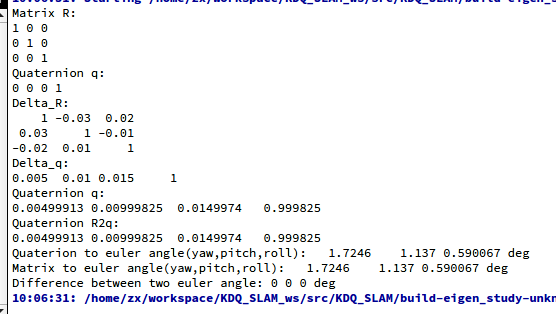 10:06:31: Starting /home/zx/workspace/KDQ_SLAM_ws/src/KDQ_SLAM/build-eigen_s
Matrix R:
1 0 0
0 1 0
0 0 1
Quaternion q:
0 0 0 1
Delta_R:
    1 -0.03  0.02
 0.03     1 -0.01
-0.02  0.01     1
Delta_q:
0.005  0.01 0.015     1
Quaternion q:
0.00499913 0.00999825  0.0149974   0.999825
Quaternion R2q:
0.00499913 0.00999825  0.0149974   0.999825
Quaterion to euler angle(yaw,pitch,roll):   1.7246    1.137 0.590067 deg
Matrix to euler angle(yaw,pitch,roll):   1.7246    1.137 0.590067 deg
Difference between two euler angle: 0 0 0 deg
10:06:31: /home/zx/workspace/KDQ_SLAM_ws/src/KDQ_SLAM/build-eigen_study-unkn